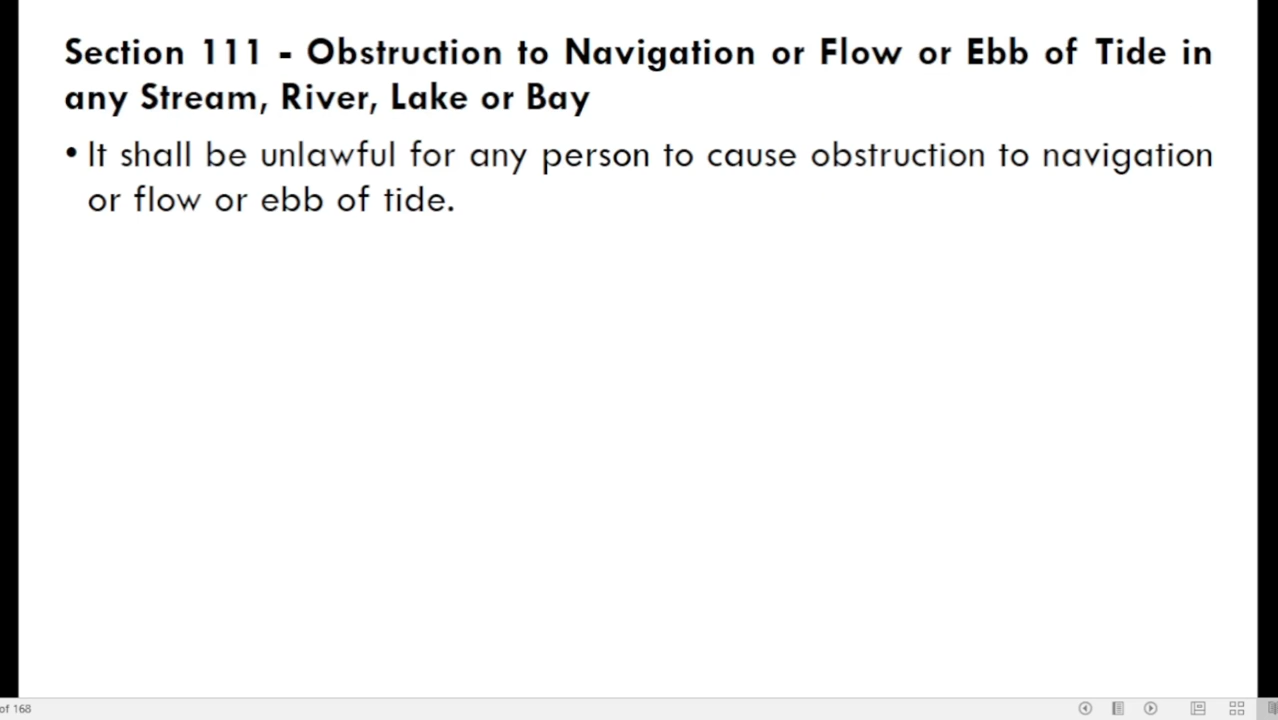 Section 111 - Obstruction to Navigation or Flow or Ebb of Tide in
any Stream, River, Lake or Bay
• It shall be unlawful for any person to cause obstruction to navigation
or flow or ebb of tide.
of 168